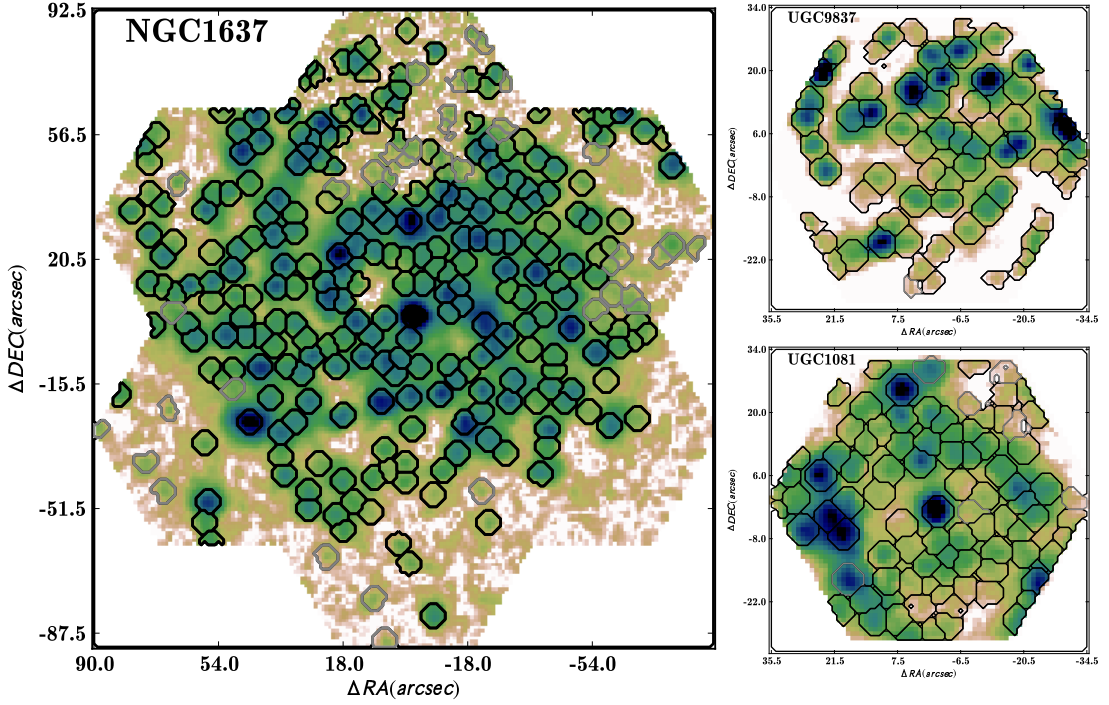 NGC1637
92.5
56.5
20.5
-15.5
-51.5
-87.5
90.0 54.0 18.0 -18.0 -54.0
ΔDEC(arcsec)
ΔRA(arcsec)
UGC9837
34.0
20.0
6.0
-8.0
-22.0
35.5 21.5 7.5 -6.5 -20.5 -34.5
ΔDEC(arcsec)
ΔRA(arcsec)
UGC1081
34.0
20.0
6.0
-8.0
-22.0
35.5 21.5 7.5 -6.5 -20.5 -34.5
ΔDEC(arcsec)
ΔRA(arcsec)